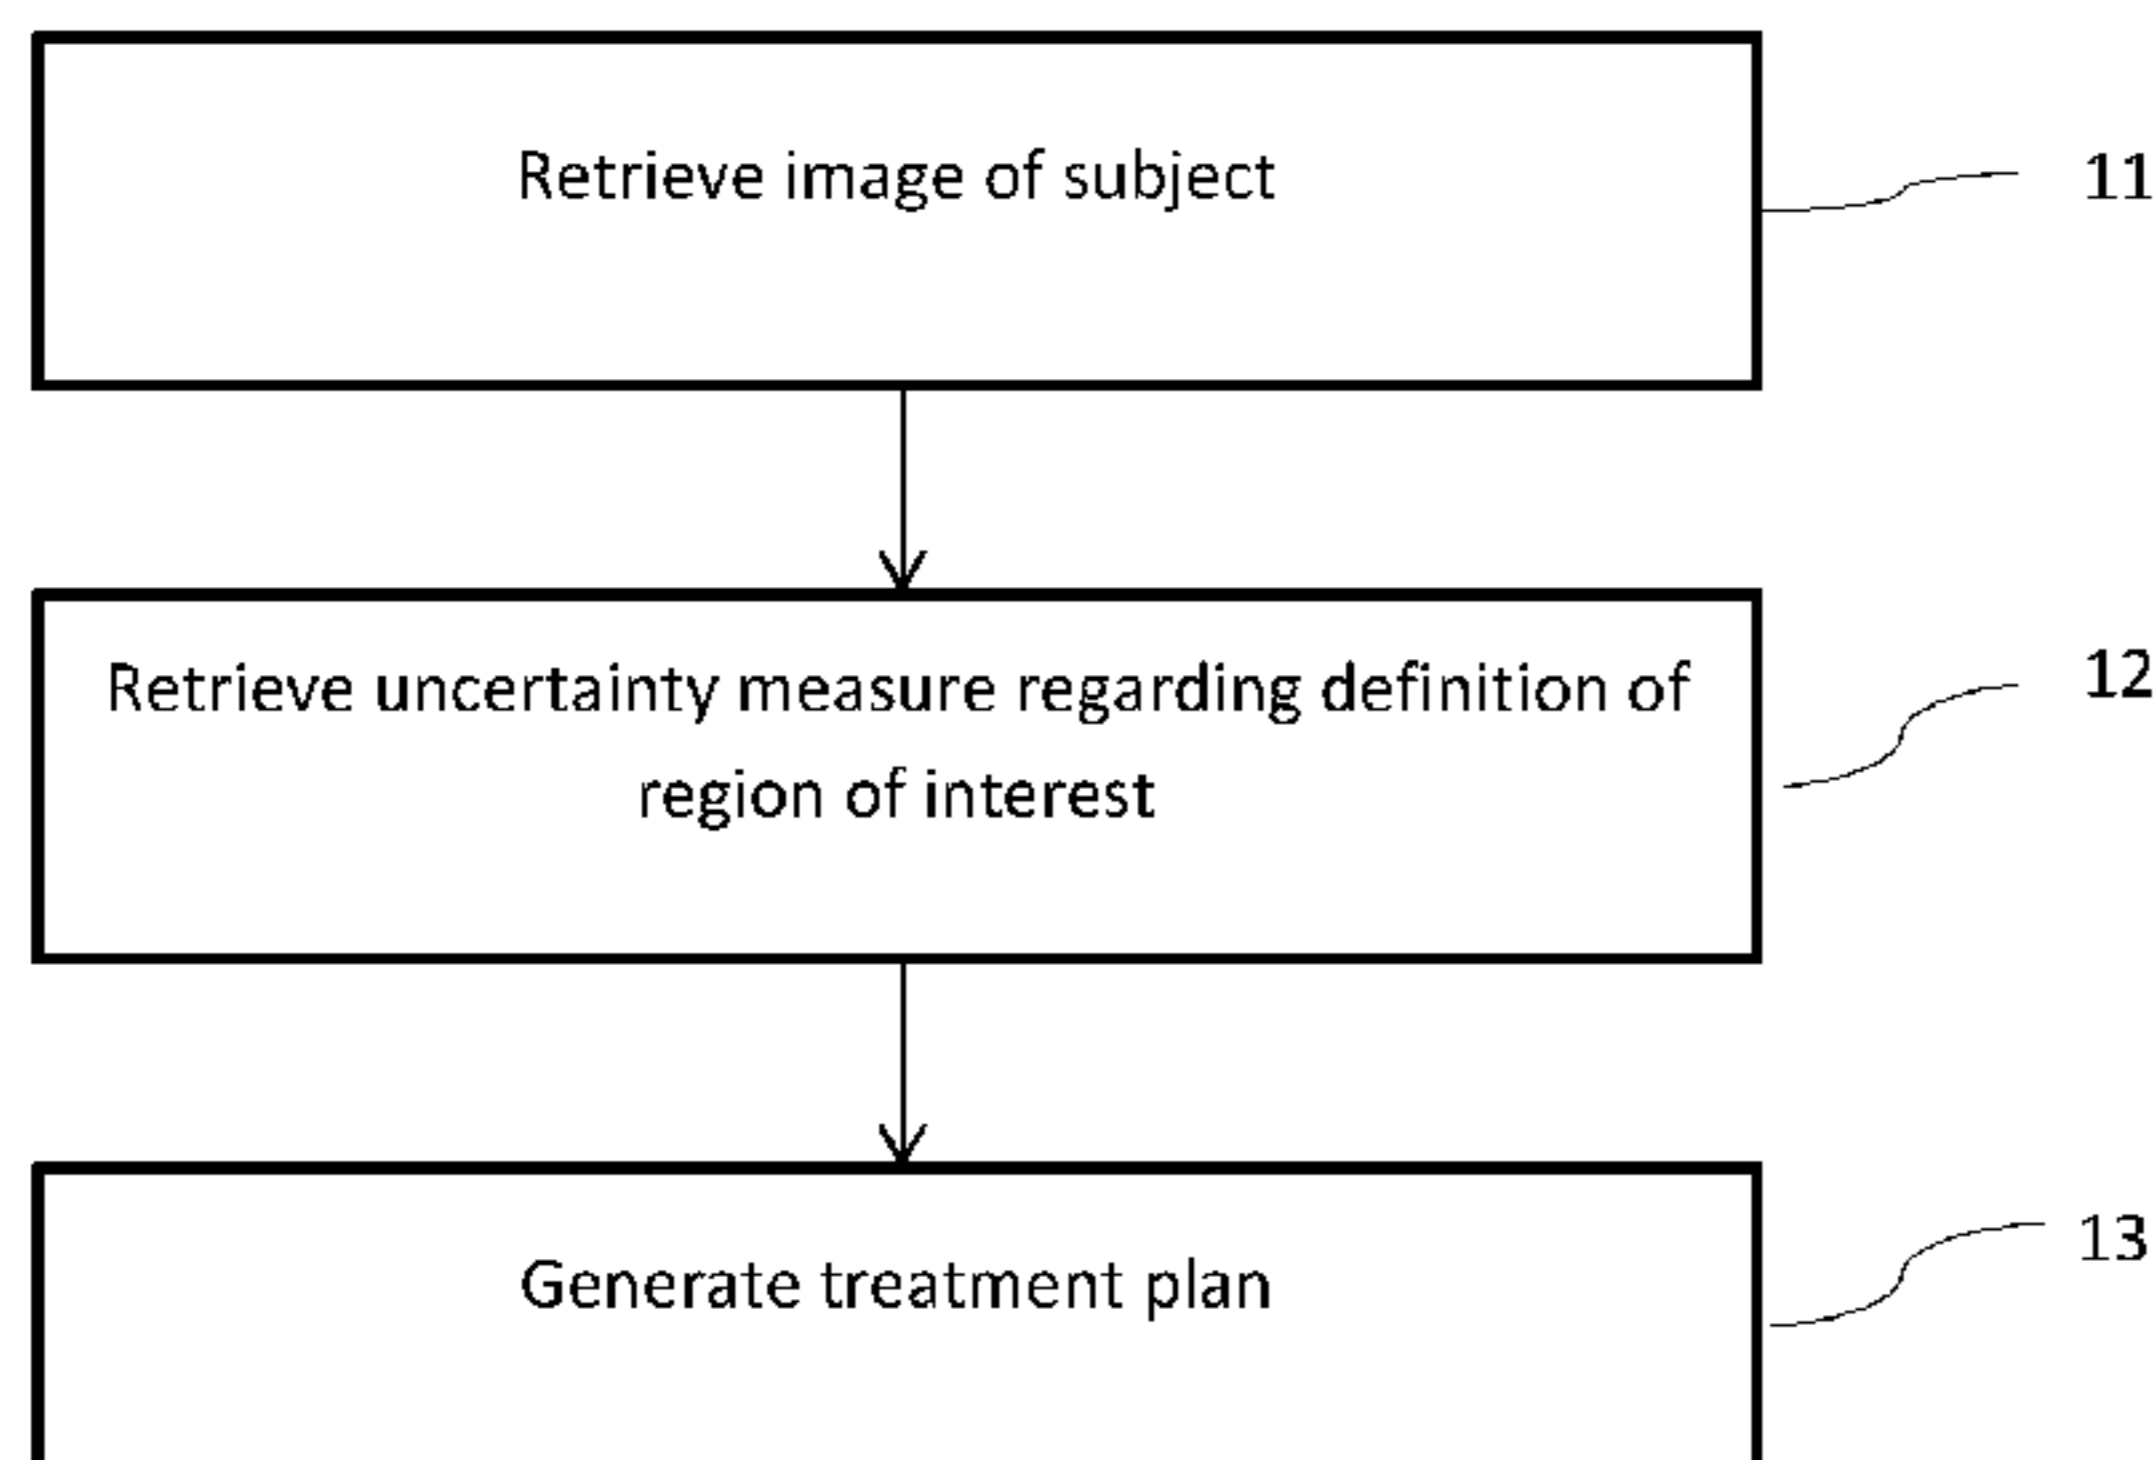 Retrieve image of subject
11
Retrieve uncertainty measure regarding definition of
12
region of interest
Generate treatment plan
13